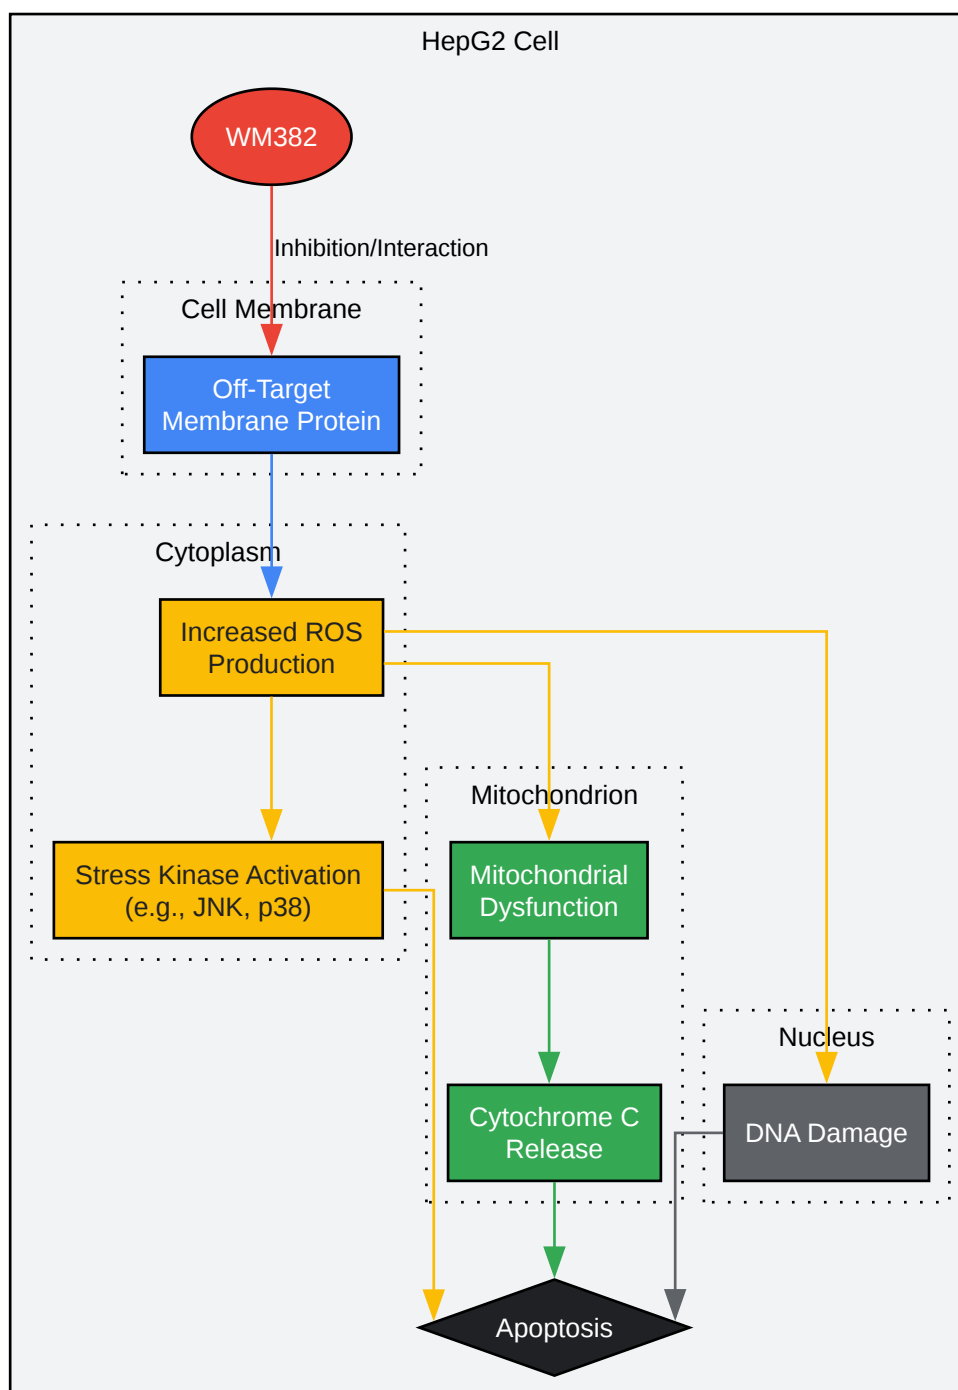 HepG2 Cell
WM382
Inhibition/Interaction
Cell Membrane
Off-Target
Membrane Protein
Cytoplasm
Increased ROS
Production
Mitochondrion
Stress Kinase Activation
(e.g., JNK, p38)
Mitochondrial
Dysfunction
Nucleus
Cytochrome C
Release
DNA Damage
Apoptosis